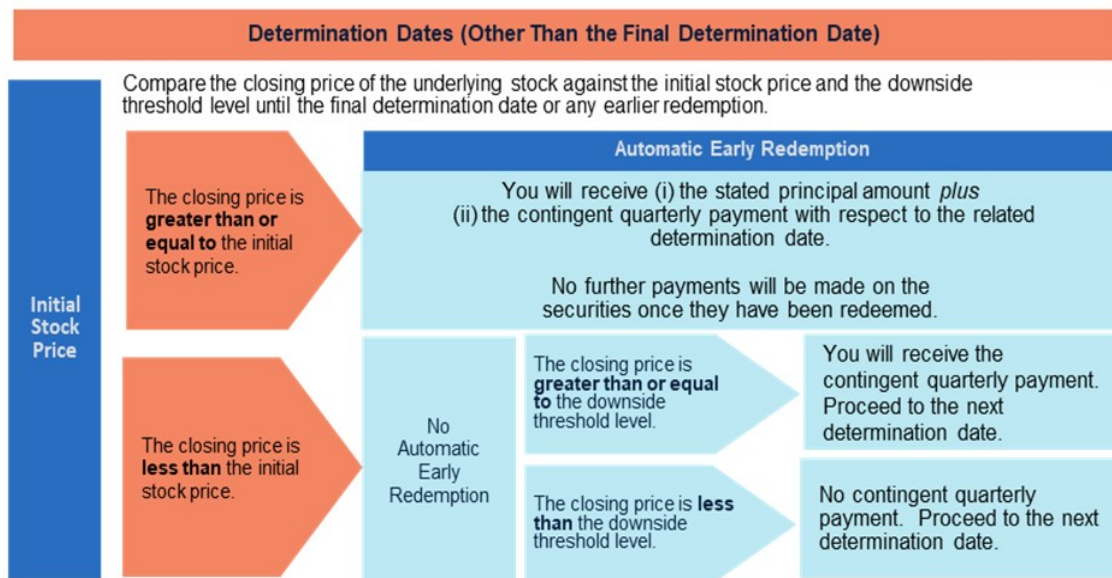 Determination Dates (Other Than the Final Determination Date)
Compare the closing price of the underlying stock against the initial stock price and the downside
threshold level until the final determination date or any earlier redemption.
Initial
Stock
Price
The closing price is
greater than or
equal to the initial
stock price.
Automatic Early Redemption
You will receive (i) the stated principal amount plus
(ii) the contingent quarterly payment with respect to the related
determination date.
No further payments will be made on the
securities once they have been redeemed.
The closing price is
less than the initial
stock price.
No
Automatic
Early
Redemption
The closing price is
greater than or equal
to the downside
threshold level.
You will receive the
contingent quarterly payment.
Proceed to the next
determination date.
The closing price is less
than the downside
threshold level.
No contingent quarterly
payment. Proceed to the next
determination date.